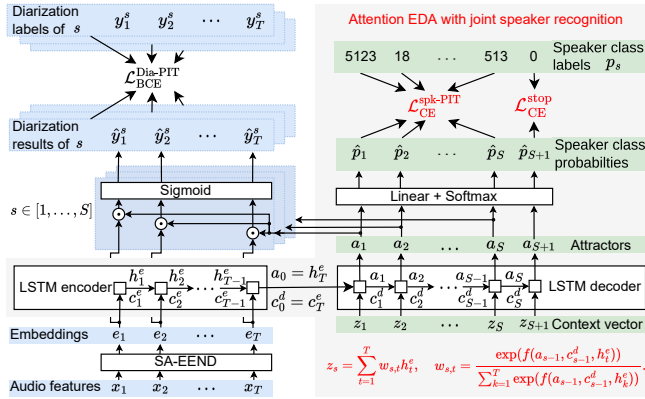 Diarization labels of s
y_1^s y_2^s ··· y_T^s
L_BCE^Dia-PIT
Diarization results of s
ŷ_1^s ŷ_2^s ··· ŷ_T^s
Sigmoid
s ∈ [1, …, S]
LSTM encoder
h_1^e h_2^e ··· h_{T-1}^e
c_1^e c_2^e c_{T-1}^e
a_0 = h_T^e
c_0^d = c_T^e
Embeddings e_1 e_2 ··· e_T
SA-EEND
Audio features x_1 x_2 ··· x_T
Attention EDA with joint speaker recognition
5123 18 ··· 513 0 Speaker class labels p_s
L_CE^spk-PIT L_CE^stop
p̂_1 p̂_2 ··· p̂_S p̂_{S+1} Speaker class probabilties
Linear + Softmax
a_1 a_2 ... a_S a_{S+1} Attractors
a_1 a_2 ··· a_{S-1} a_S
c_1^d c_2^d c_{S-1}^d c_S^d
LSTM decoder
z_1 z_2 ··· z_S z_{S+1} Context vector
z_s = ∑_{t=1}^T w_{s,t} h_t^e, w_{s,t} = exp(f(a_{s-1}, c_{s-1}^d, h_t^e)) / ∑_{k=1}^T exp(f(a_{s-1}, c_{s-1}^d, h_k^e)).